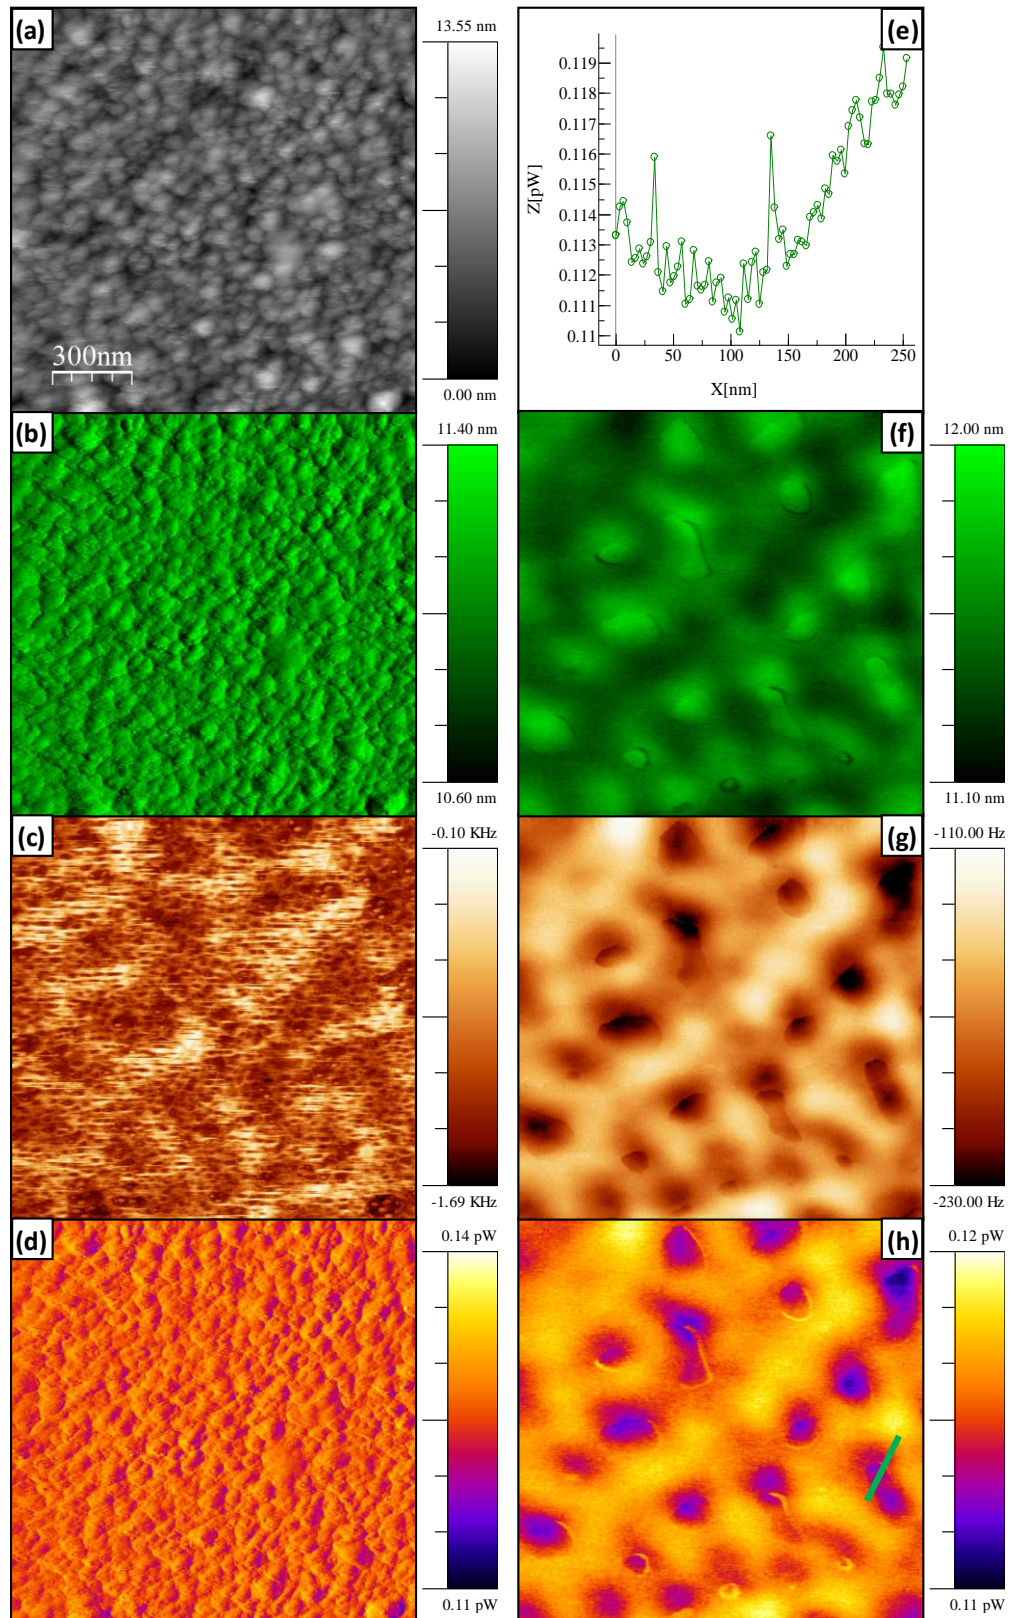 (a)
13.55 nm
300nm
0.00 nm
(e)
Z[pW]
0.119
0.118
0.117
0.116
0.115
0.114
0.113
0.112
0.111
0.11
0 50 100 150 200 250
X[nm]
(b)
11.40 nm
10.60 nm
(f)
12.00 nm
11.10 nm
(c)
-0.10 KHz
-1.69 KHz
(g)
-110.00 Hz
-230.00 Hz
(d)
0.14 pW
0.11 pW
(h)
0.12 pW
0.11 pW